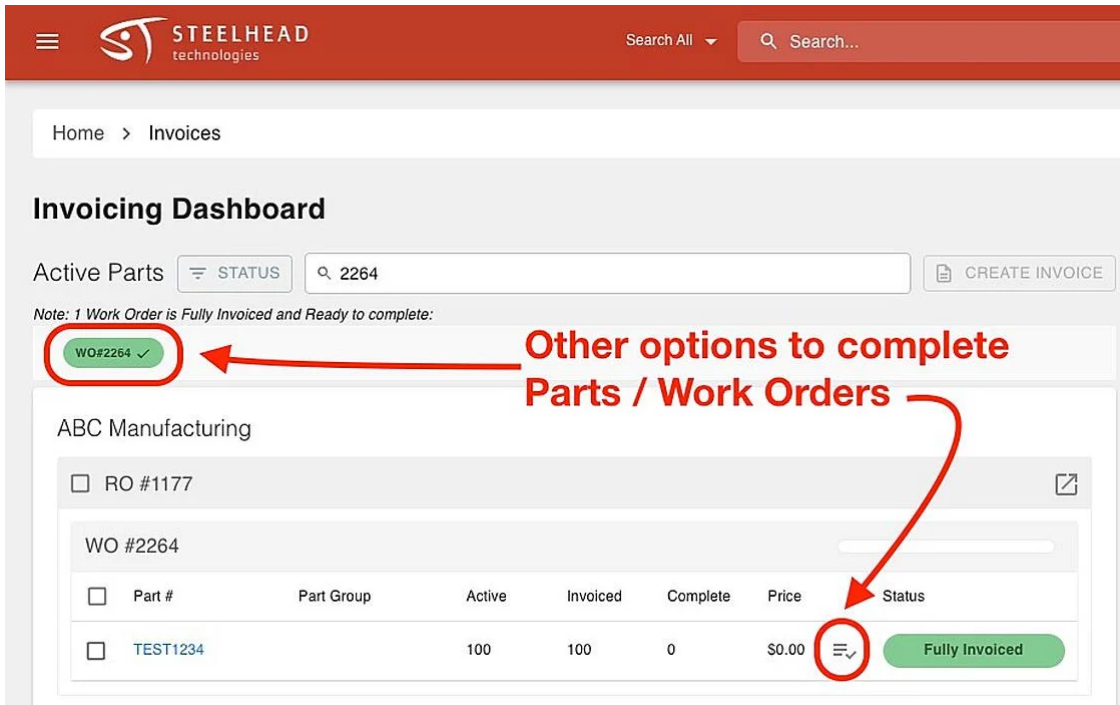 STEELHEAD
technologies
Search All
Search...
Home > Invoices
Invoicing Dashboard
Active Parts STATUS 2264 CREATE INVOICE
Note: 1 Work Order is Fully Invoiced and Ready to complete:
WO#2264
Other options to complete
Parts / Work Orders
ABC Manufacturing
RO #1177
WO #2264
Part # Part Group Active Invoiced Complete Price Status
TEST1234 100 100 0 $0.00 Fully Invoiced